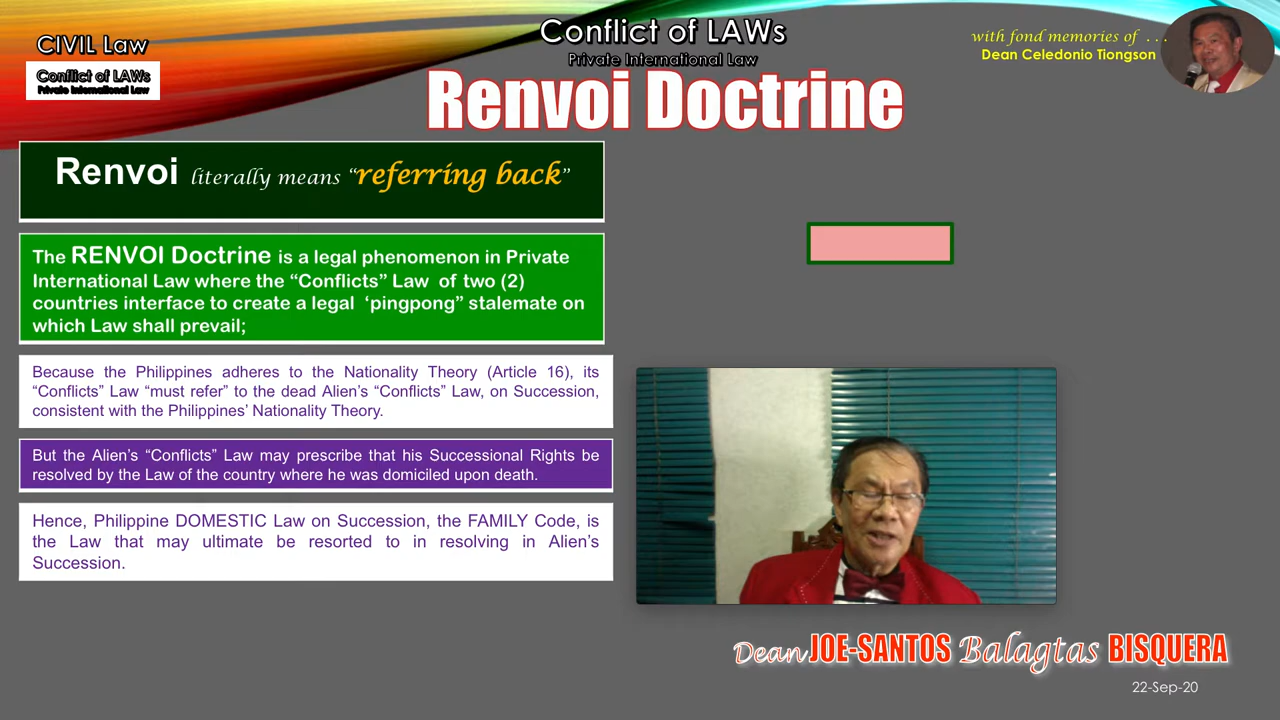 CIVIL Law
Conflict of LAWs
Private International Law
Conflict of LAWs
Private International Law
Renvoi Doctrine
with fond memories of . . .
Dean Celedonio Tiongson
Renvoi literally means “referring back”
The RENVOI Doctrine is a legal phenomenon in Private
International Law where the “Conflicts” Law of two (2)
countries interface to create a legal ‘pingpong” stalemate on
which Law shall prevail;
Because the Philippines adheres to the Nationality Theory (Article 16), its
“Conflicts” Law “must refer” to the dead Alien’s “Conflicts” Law, on Succession,
consistent with the Philippines’ Nationality Theory.
But the Alien’s “Conflicts” Law may prescribe that his Successional Rights be
resolved by the Law of the country where he was domiciled upon death.
Hence, Philippine DOMESTIC Law on Succession, the FAMILY Code, is
the Law that may ultimate be resorted to in resolving in Alien’s
Succession.
Dean JOE-SANTOS Balagtas BISQUERA
22-Sep-20